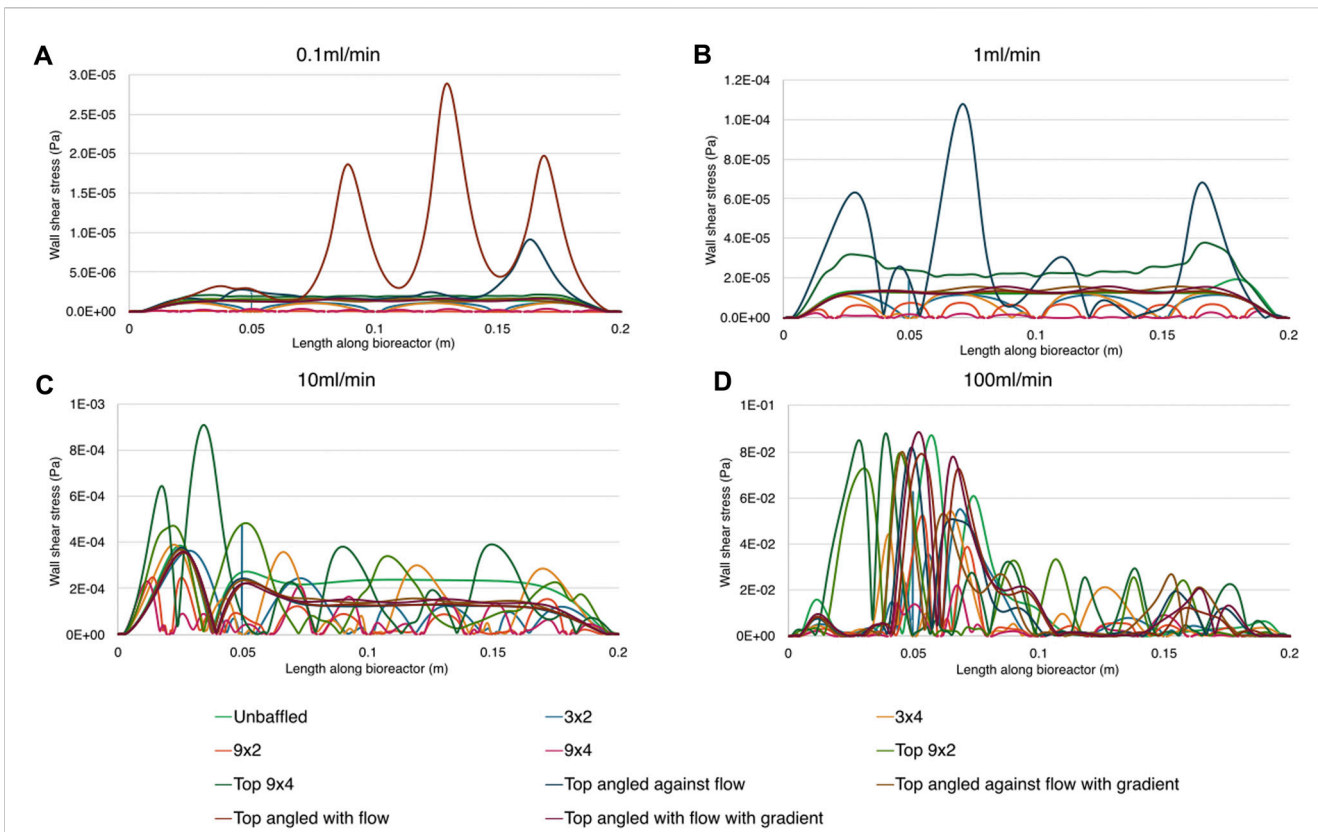 A
0.1ml/min
3.0E-05
2.5E-05
2.0E-05
1.5E-05
1.0E-05
5.0E-06
0.0E+00
Wall shear stress (Pa)
0
0.05
0.1
0.15
0.2
Length along bioreactor (m)
B
1ml/min
1.2E-04
1.0E-04
8.0E-05
6.0E-05
4.0E-05
2.0E-05
0.0E+00
Wall shear stress (Pa)
0
0.05
0.1
0.15
0.2
Length along bioreactor (m)
C
10ml/min
1E-03
8E-04
6E-04
4E-04
2E-04
0E+00
Wall shear stress (Pa)
0
0.05
0.1
0.15
0.2
Length along bioreactor (m)
D
100ml/min
1E-01
8E-02
6E-02
4E-02
2E-02
0E+00
Wall shear stress (Pa)
0
0.05
0.1
0.15
0.2
Length along bioreactor (m)
Unbaffled
3x2
3x4
9x2
9x4
Top 9x2
Top 9x4
Top angled against flow
Top angled against flow with gradient
Top angled with flow
Top angled with flow with gradient